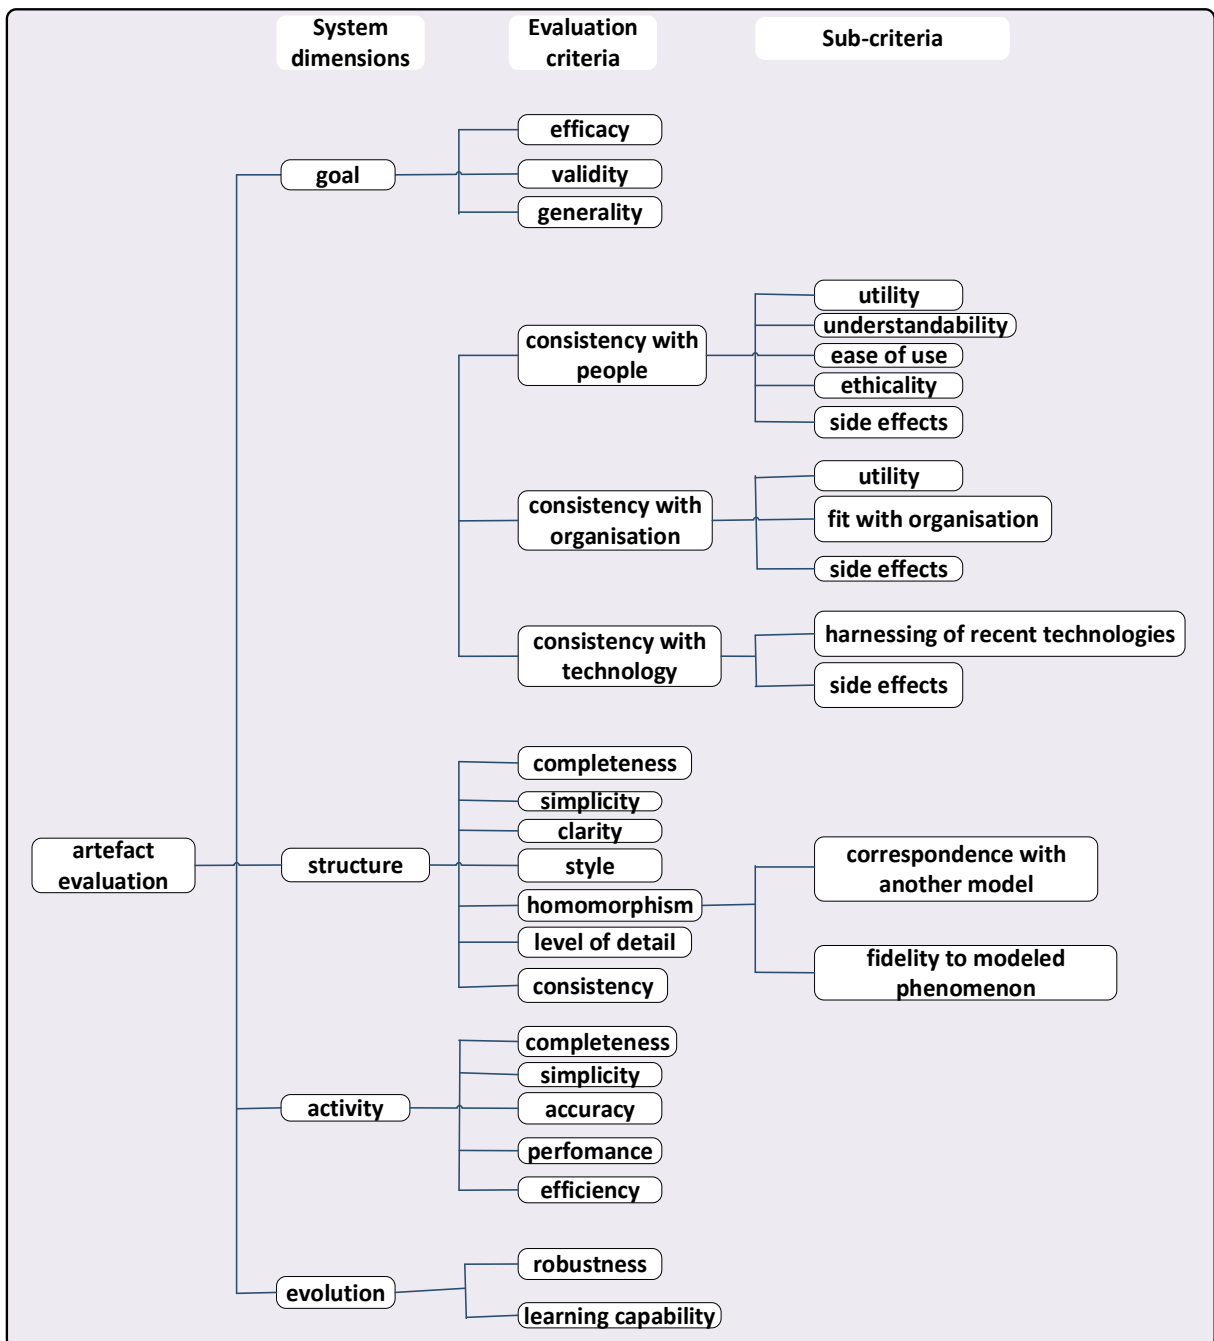 System
dimensions
Evaluation
criteria
Sub-criteria
efficacy
goal
validity
generality
utility
understandability
consistency with
people
ease of use
ethicality
side effects
utility
consistency with
organisation
fit with organisation
side effects
harnessing of recent technologies
consistency with
technology
side effects
completeness
simplicity
clarity
artefact
evaluation
structure
style
correspondence with
another model
homomorphism
level of detail
fidelity to modeled
phenomenon
consistency
completeness
simplicity
activity
accuracy
perfomance
efficiency
robustness
evolution
learning capability